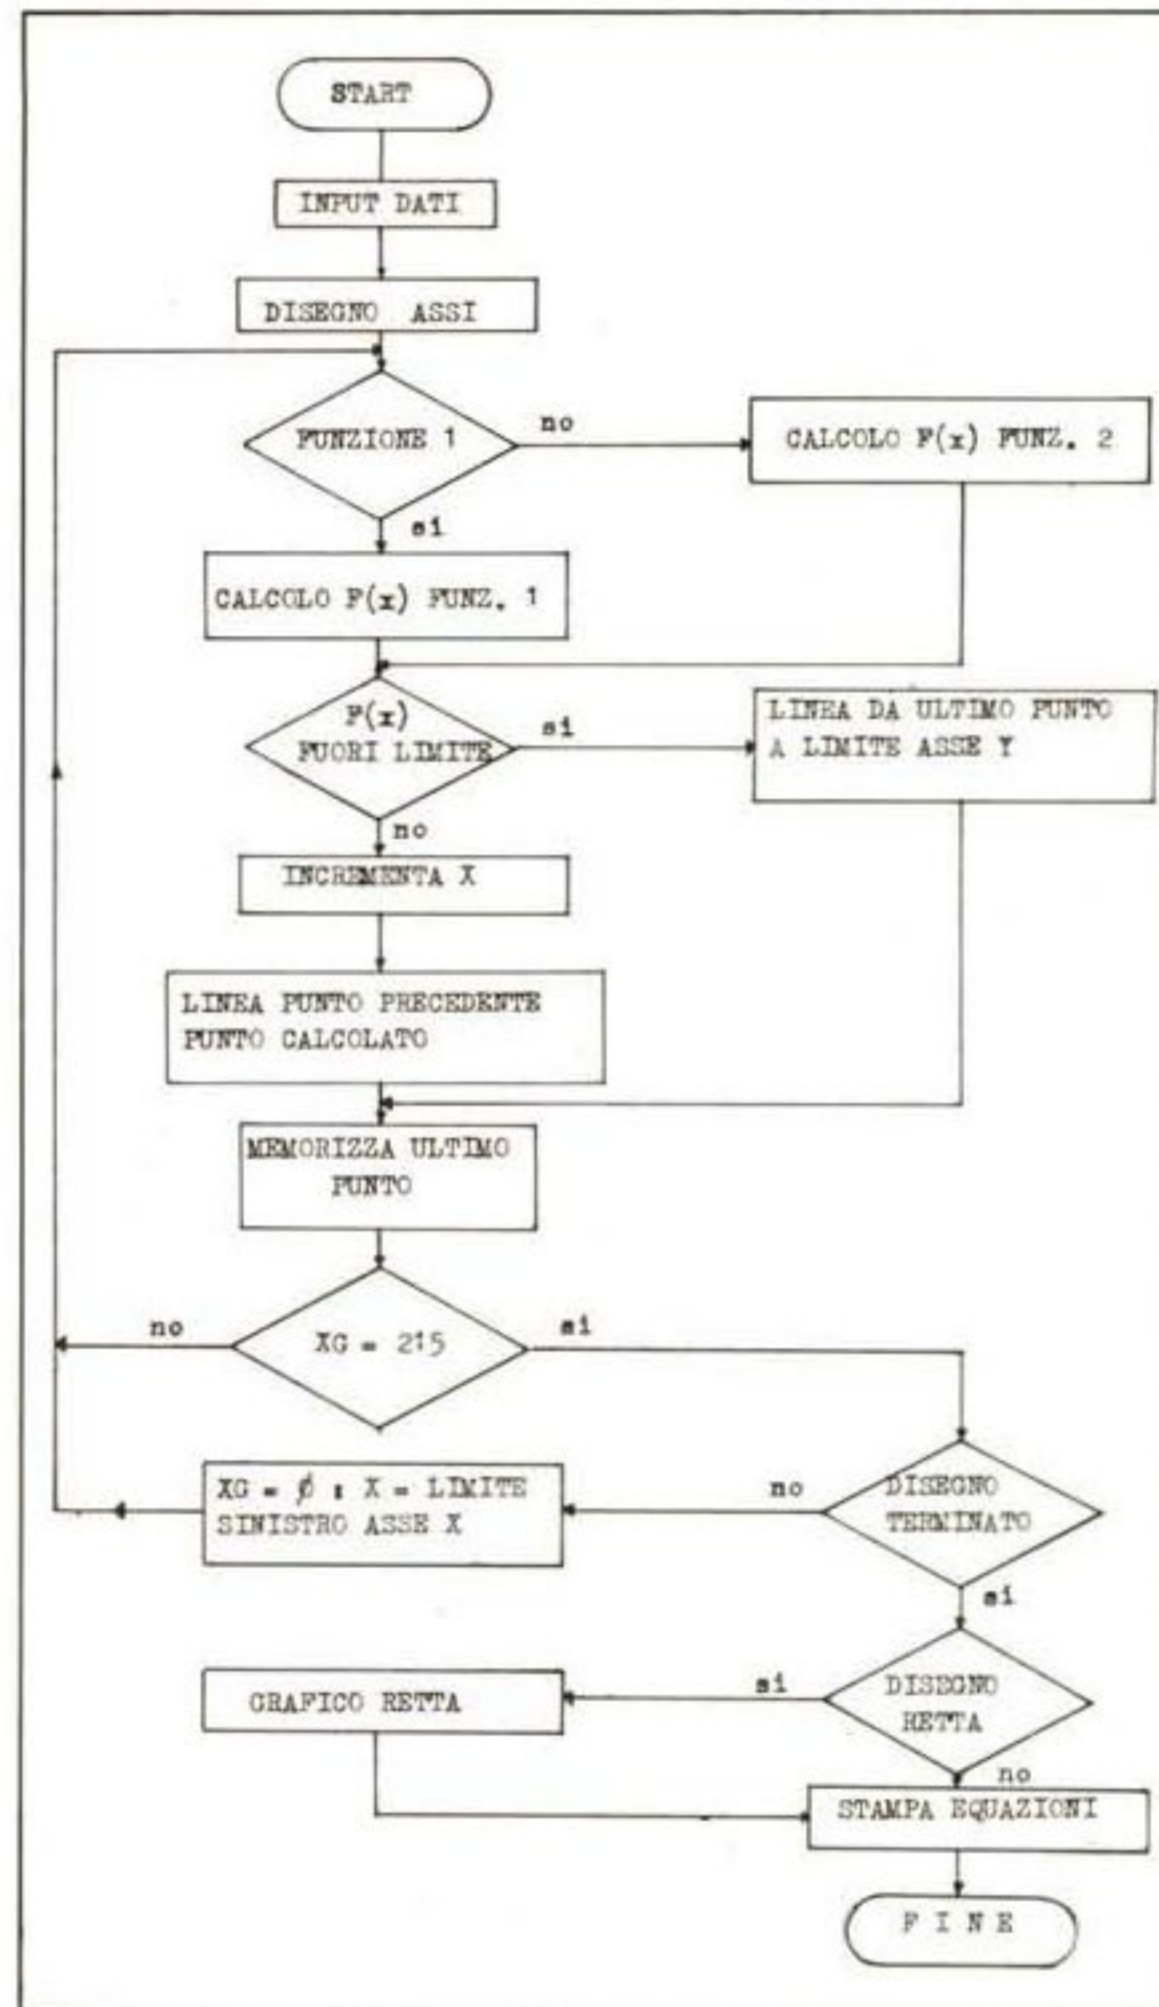 START
INPUT DATI
DISEGNO ASSI
FUNZIONE 1
no
CALCOLO F(x) FUNZ. 2
si
CALCOLO F(x) FUNZ. 1
F(x)
FUORI LIMITE
si
LINEA DA ULTIMO PUNTO
A LIMITE ASSE Y
no
INCREMENTA X
LINEA PUNTO PRECEDENTE
PUNTO CALCOLATO
MEMORIZZA ULTIMO
PUNTO
no
XG = 215
si
XG = Ø : X = LIMITE
SINISTRO ASSE X
no
DISEGNO
TERMINATO
si
GRAFICO RETTA
si
DISEGNO
RETTA
no
STAMPA EQUAZIONI
F I N E